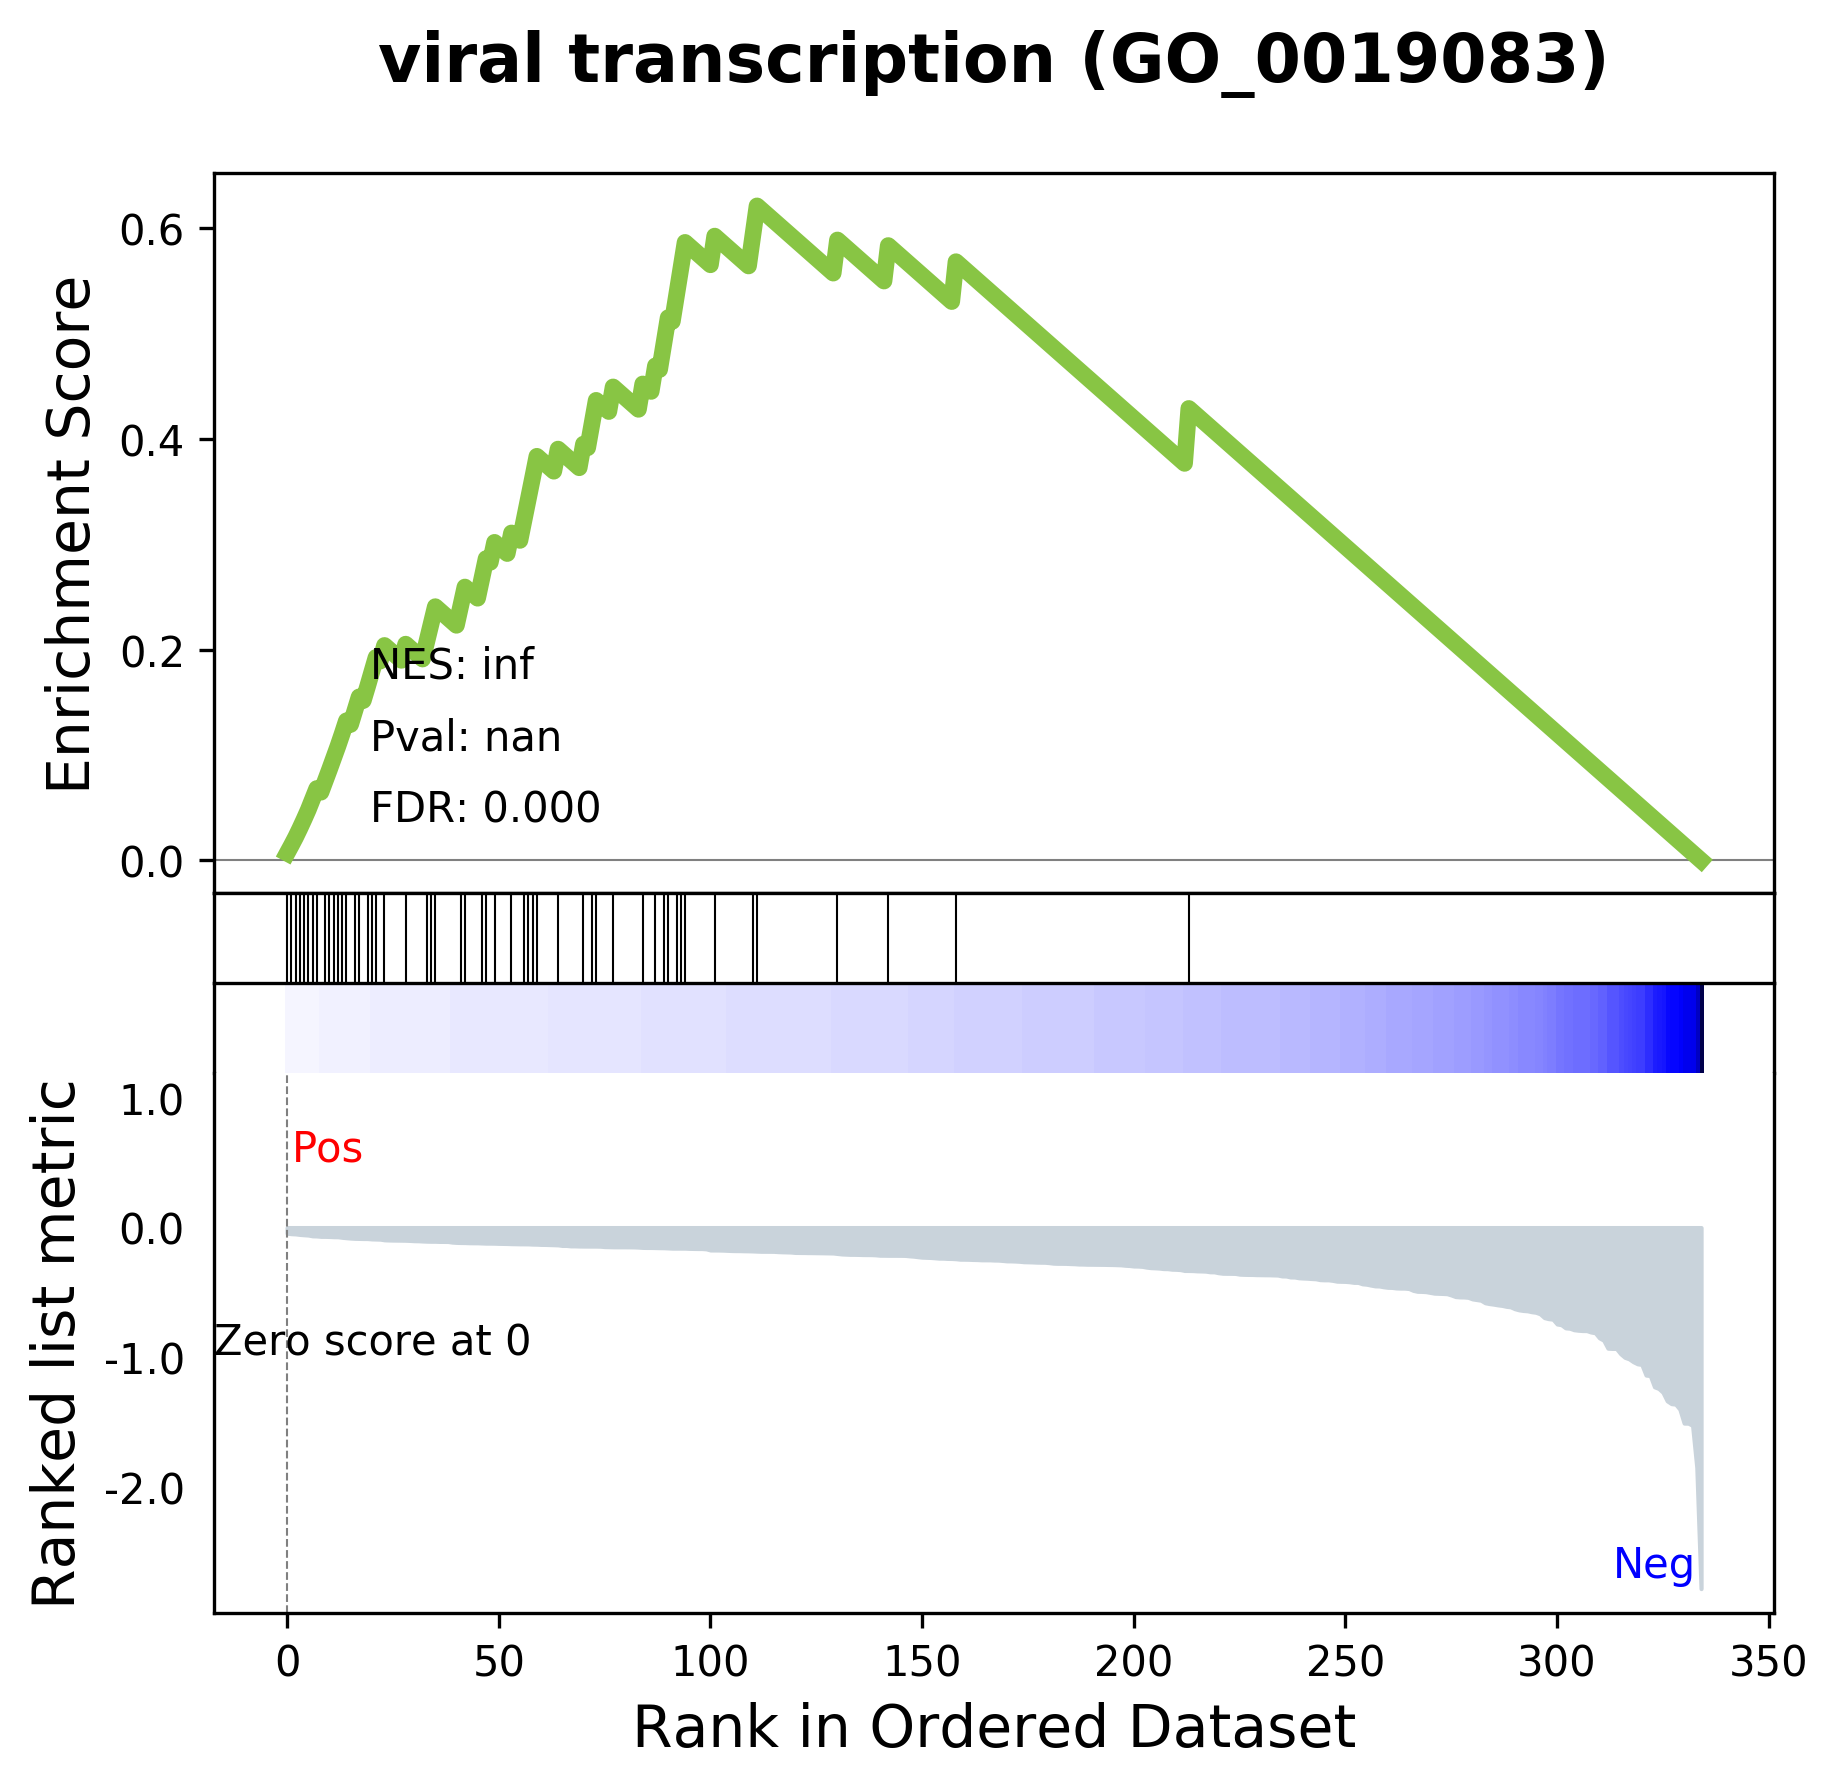 viral transcription (GO_0019083)
Enrichment Score
0.6
0.4
0.2
0.0
NES: inf
Pval: nan
FDR: 0.000
Ranked list metric
1.0
0.0
-1.0
-2.0
Pos
Zero score at 0
Neg
0 50 100 150 200 250 300 350
Rank in Ordered Dataset